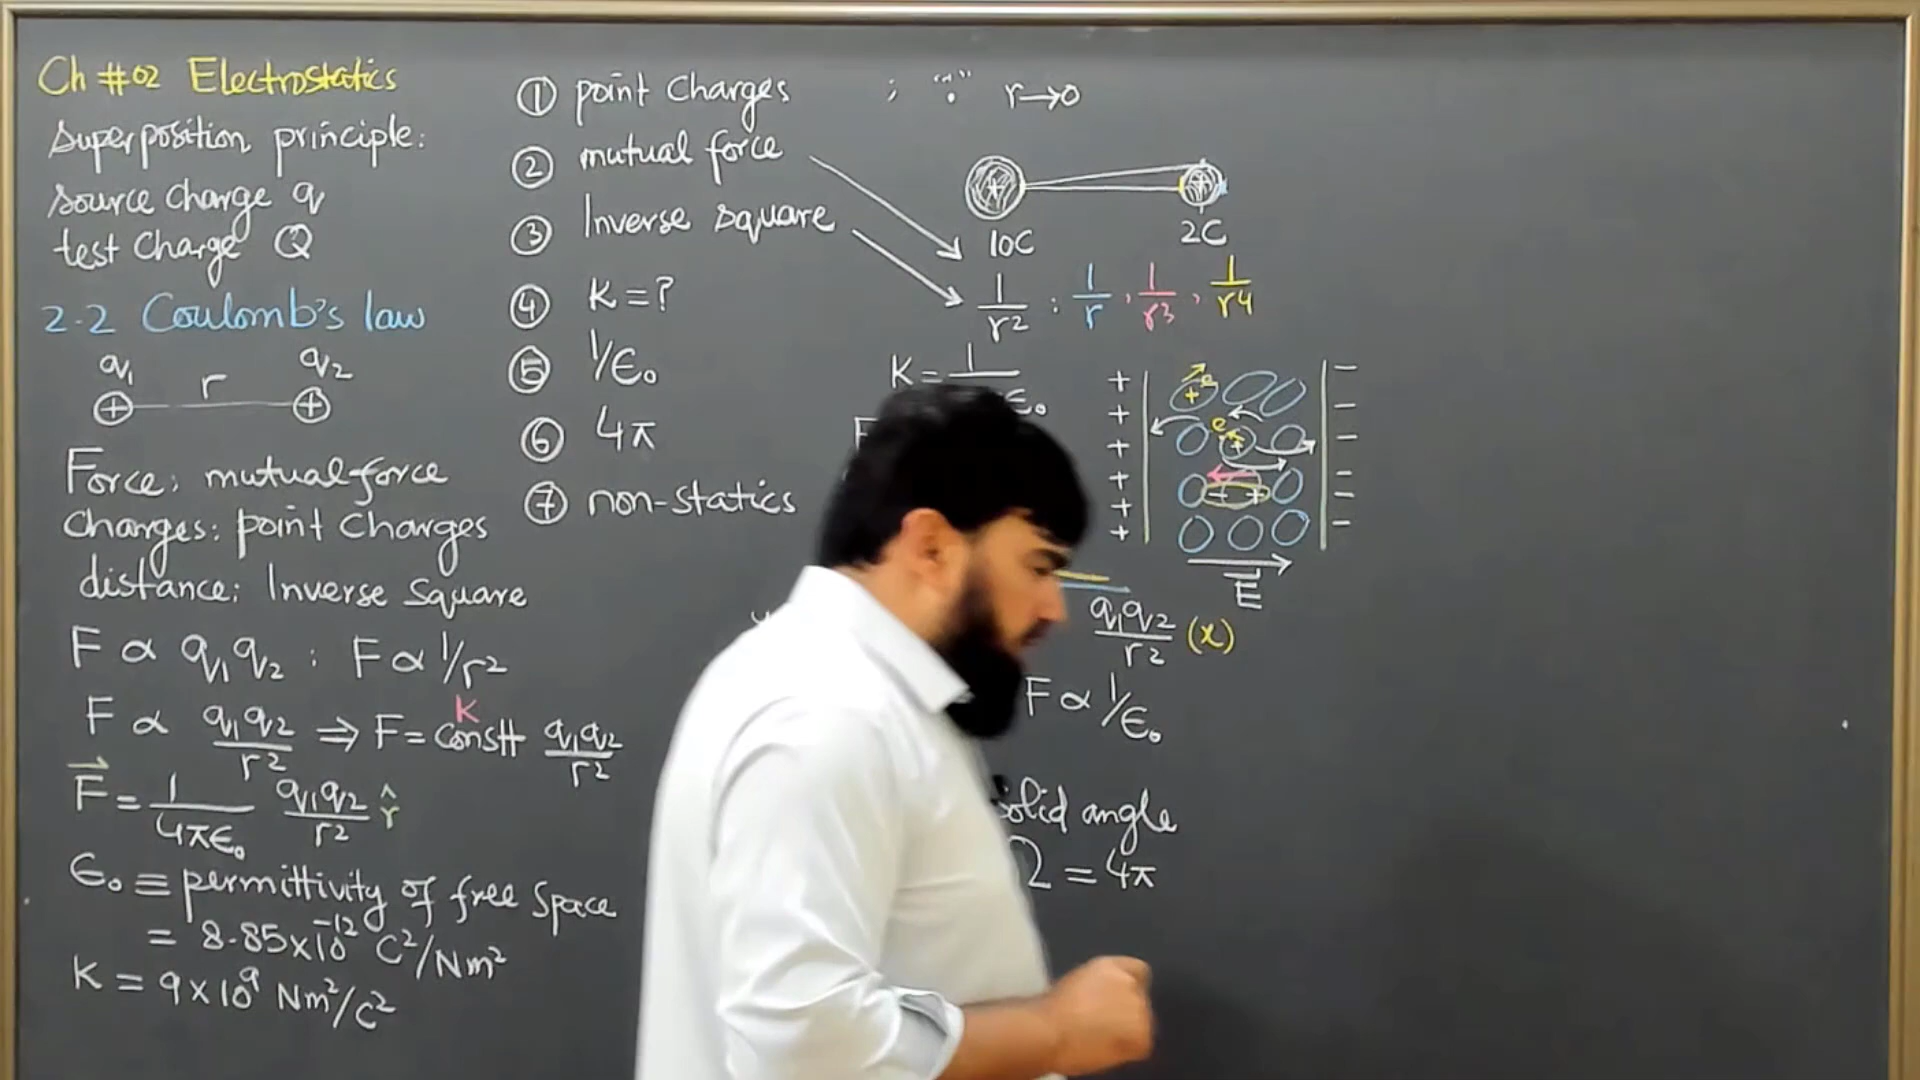 Ch #02 Electrostatics
superposition principle:
source charge q
test charge Q
2.2 Coulomb's law
q₁ q₂
r
+ +
Force: mutual force
Charges: point charges
distance: Inverse square
F ∝ q₁q₂ : F ∝ 1/r²
F ∝ q₁q₂/r² ⇒ F = constt q₁q₂/r²
K
F⃗ = 1/4πϵ₀ q₁q₂/r² r̂
ϵ₀ ≡ permittivity of free space
= 8.85×10⁻¹² C²/Nm²
K = 9×10⁹ Nm²/C²
① point charges ; "." r→0
② mutual force
③ Inverse square
④ K = ?
⑤ 1/ϵ₀
⑥ 4π
⑦ non-statics
+ +
10C 2C
1/r² : 1/r , 1/r³ , 1/r⁴
K = 1
ϵ₀
+ + + + + +
− − − − − −
+ e
e +
− +
E⃗
q₁q₂/r² (x)
F ∝ 1/ϵ₀
solid angle
Ω = 4π